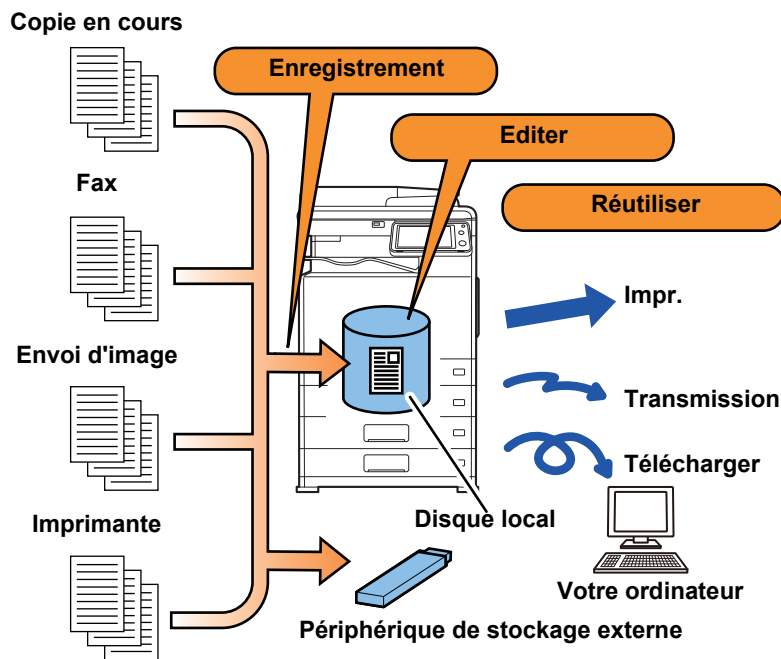 Copie en cours
Enregistrement
Editer
Fax
Réutiliser
Impr.
Envoi d'image
Transmission
Télécharger
Imprimante
Disque local
Votre ordinateur
Périphérique de stockage externe